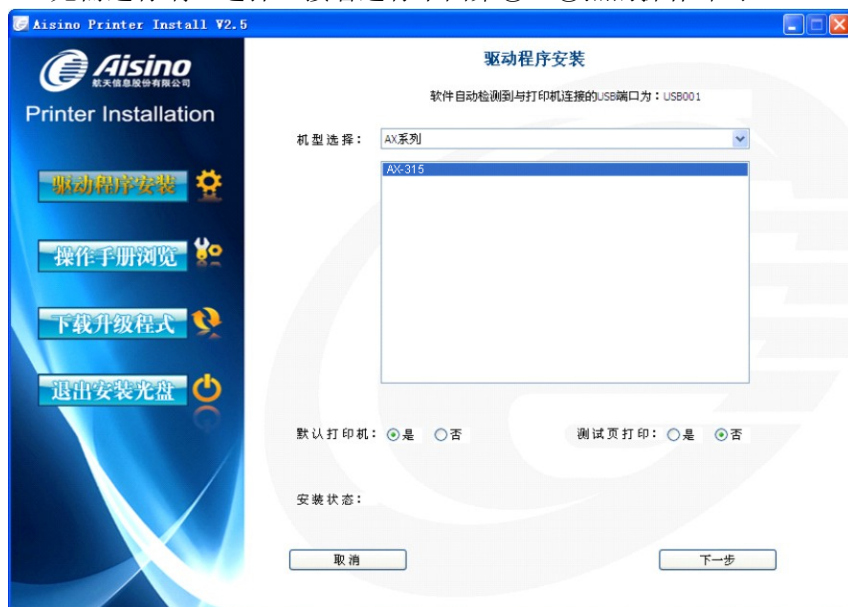 Aisino Printer Install V2.5
Aisino
航天信息股份有限公司
Printer Installation
驱动程序安装
操作手册浏览
下载升级程式
退出安装光盘
驱动程序安装
软件自动检测到与打印机连接的USB端口为：USB001
机型选择： AX系列
AX-315
默认打印机： 是 否 测试页打印： 是 否
安装状态：
取消 下一步